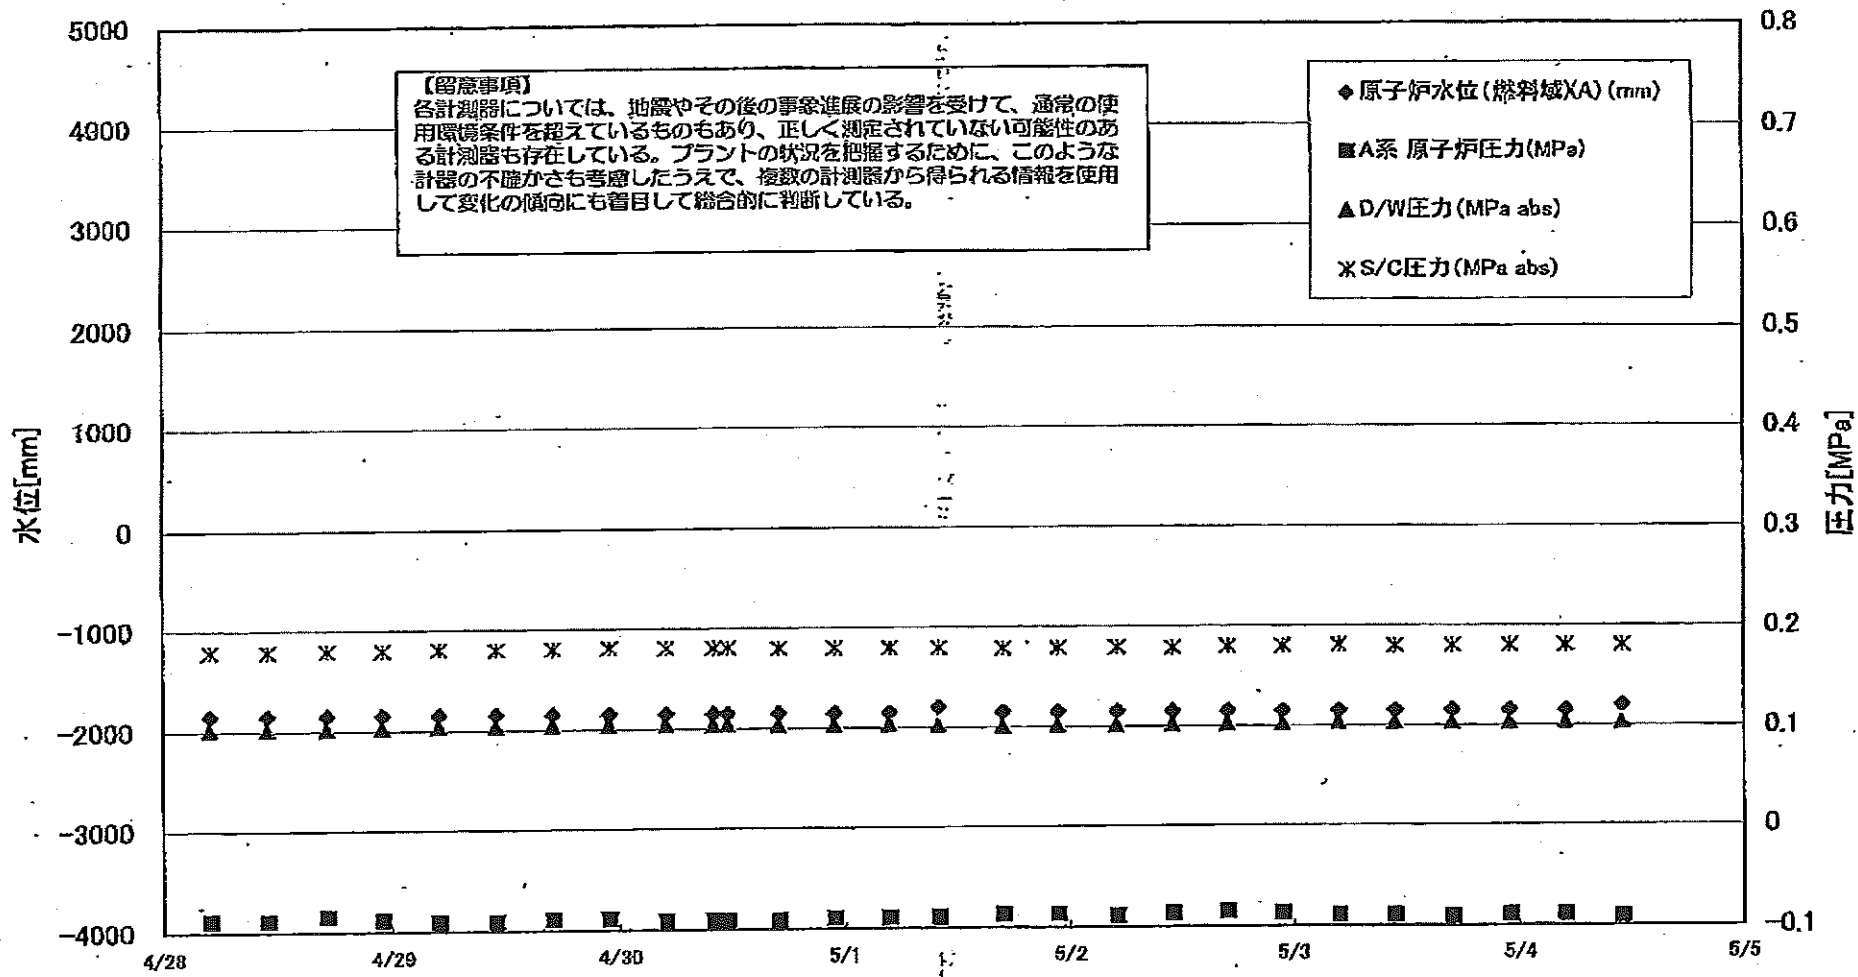 5000
4000
3000
2000
1000
0
-1000
-2000
-3000
-4000
水位[mm]
【留意事項】
各計測器については、地震やその後の事象進展の影響を受けて、通常の使
用環境条件を超えているものもあり、正しく測定されていない可能性のあ
る計測器も存在している。プラントの状況を把握するために、このような
計器の不確かさも考慮したうえで、複数の計測器から得られる情報を使用
して変化の傾向にも着目して総合的に判断している。
◆原子炉水位(燃料域)(A)(mm)
■A系 原子炉圧力(MPa)
▲D/W圧力(MPa abs)
S/C圧力(MPa abs)
0.8
0.7
0.6
0.5
0.4
0.3
0.2
0.1
0
-0.1
圧力[MPa]
4/28 4/29 4/30 5/1 5/2 5/3 5/4 5/5